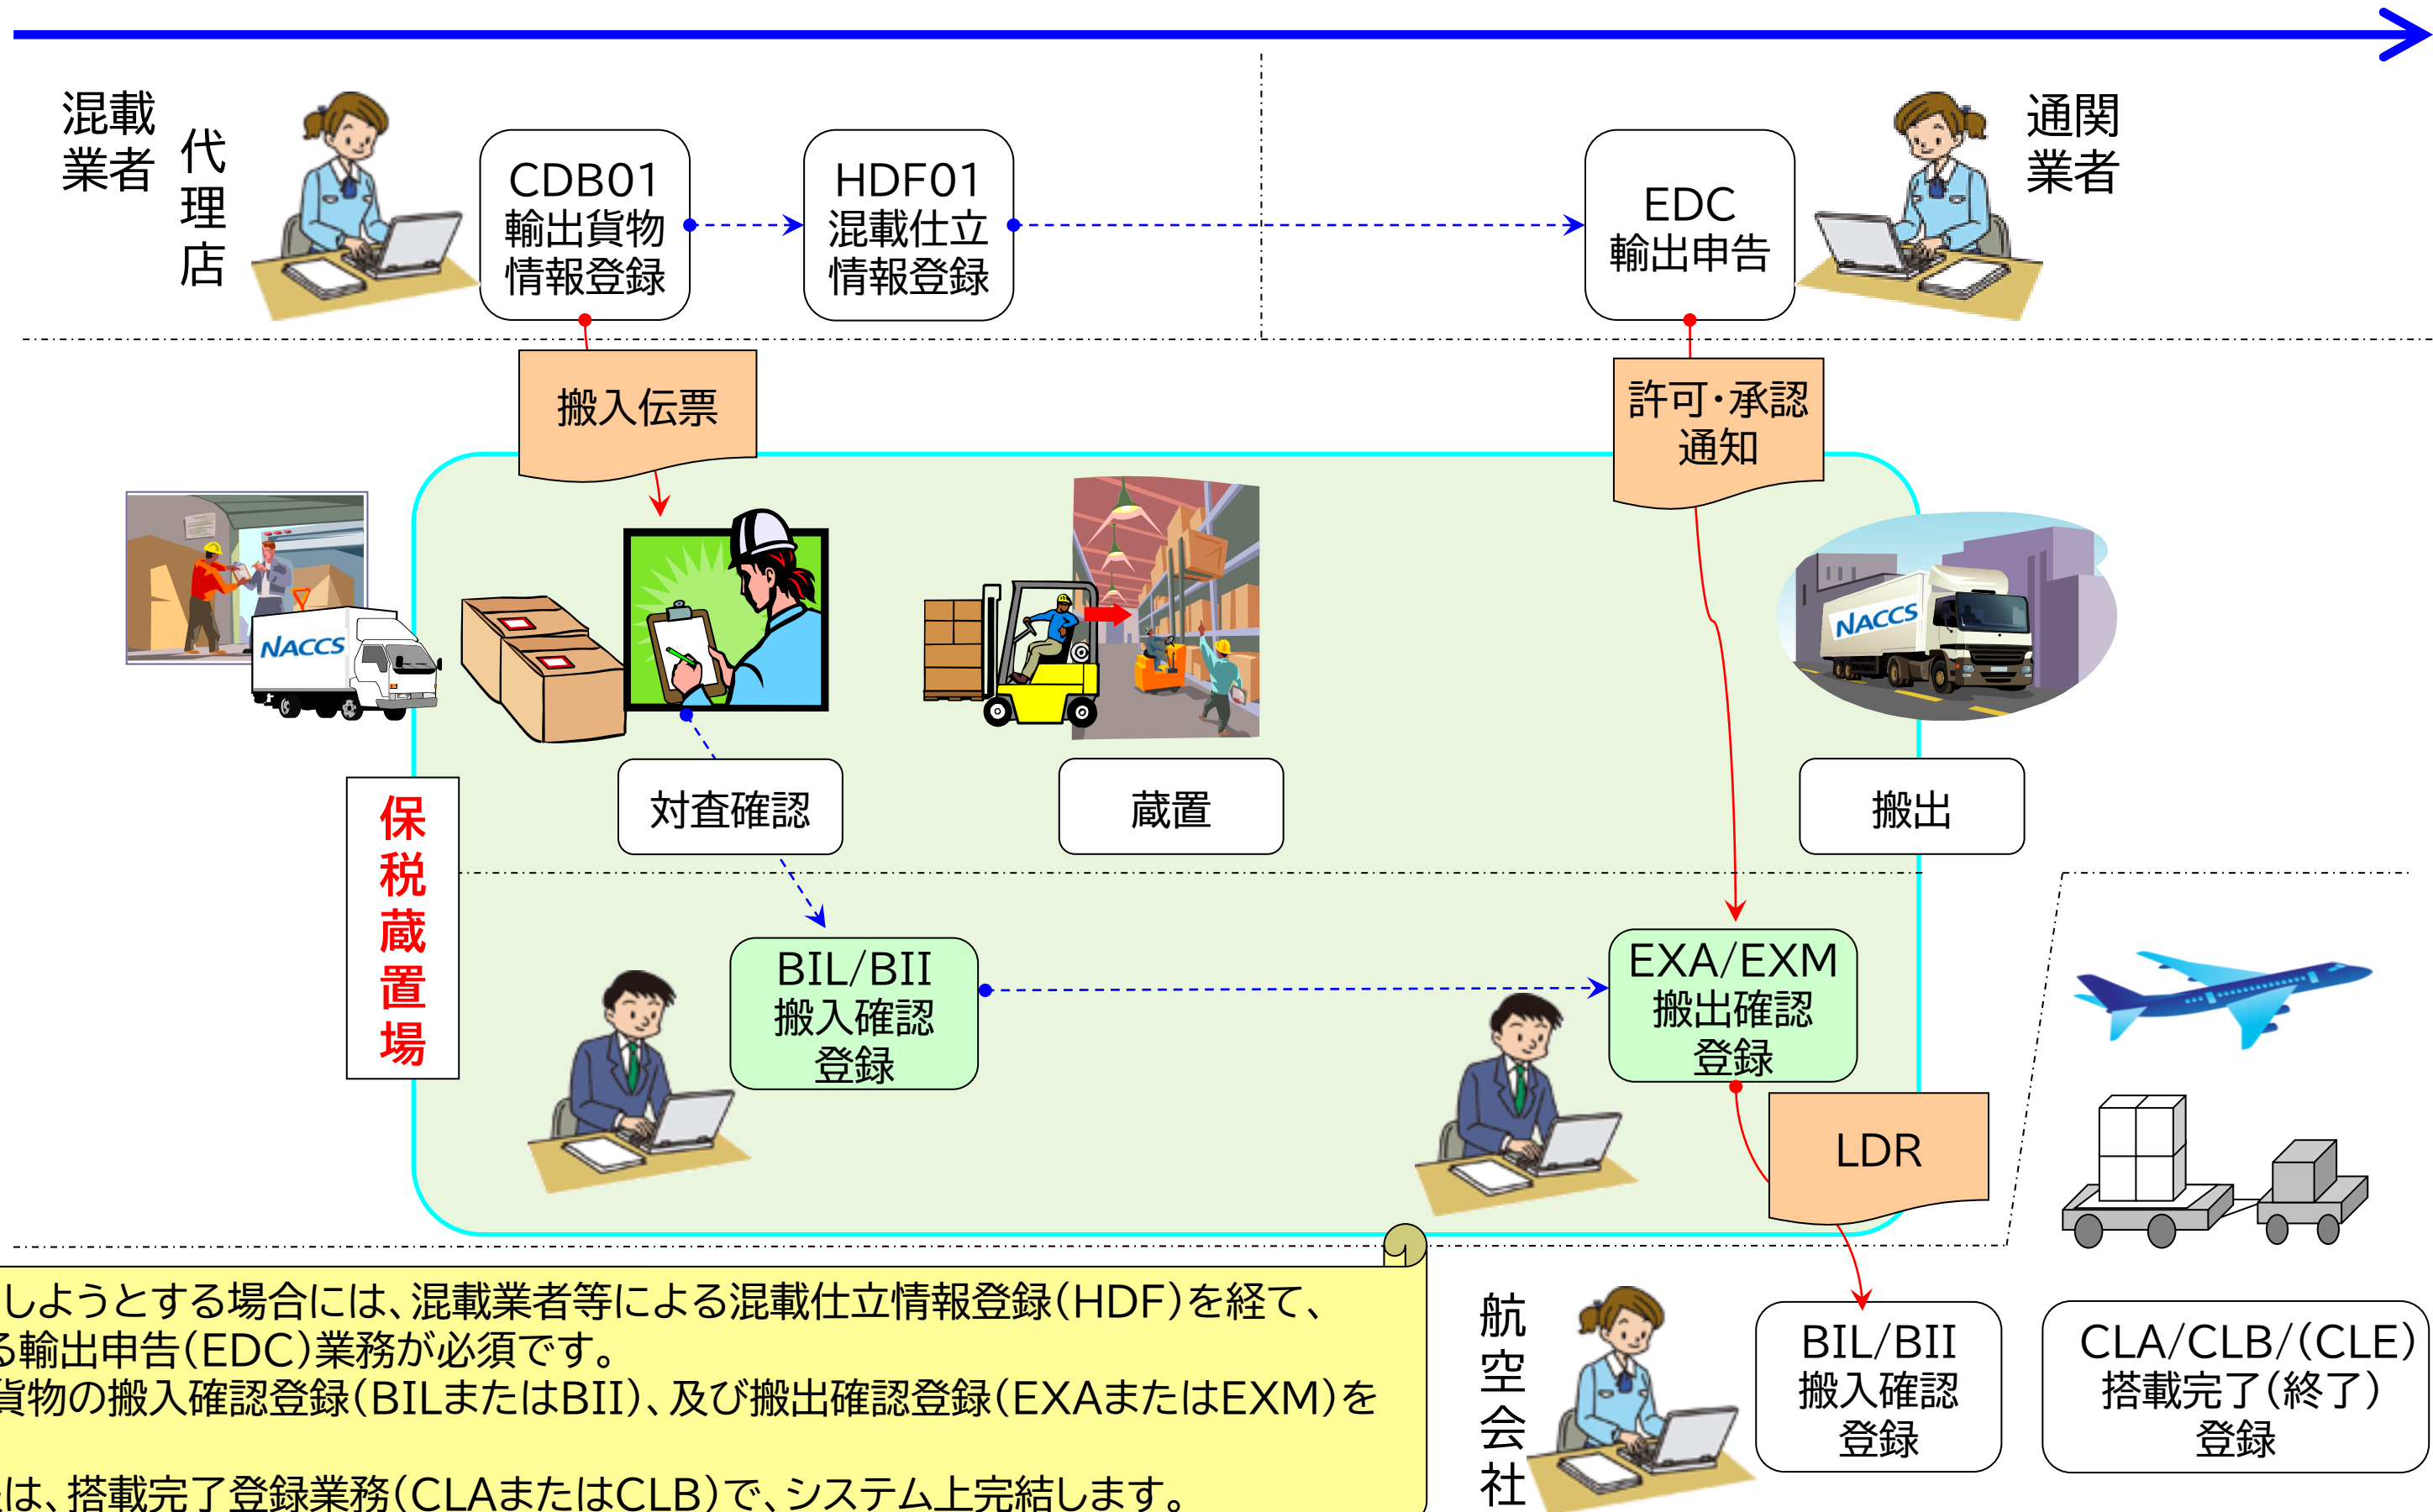 混載
業者
代理店
CDB01
輸出貨物
情報登録
HDF01
混載仕立
情報登録
EDC
輸出申告
通関
業者
搬入伝票
許可・承認
通知
NACCS
NACCS
対査確認
蔵置
搬出
保税蔵置場
BIL/BII
搬入確認
登録
EXA/EXM
搬出確認
登録
LDR
しようとする場合には、混載業者等による混載仕立情報登録(HDF)を経て、
る輸出申告(EDC)業務が必須です。
貨物の搬入確認登録(BILまたはBII)、及び搬出確認登録(EXAまたはEXM)を
は、搭載完了登録業務(CLAまたはCLB)で、システム上完結します。
航空会社
BIL/BII
搬入確認
登録
CLA/CLB/(CLE)
搭載完了(終了)
登録